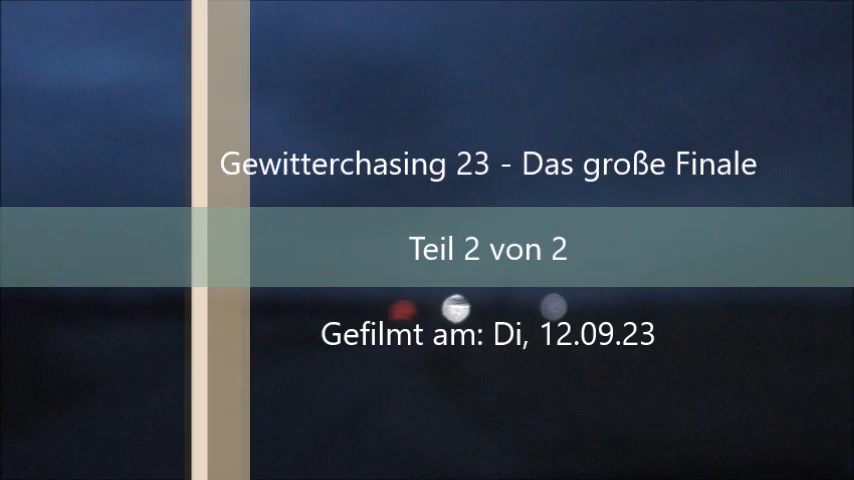 Gewitterchasing 23 - Das große Finale
Teil 2 von 2
Gefilmt am: Di, 12.09.23